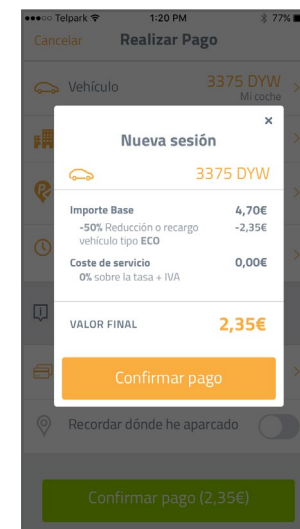 Telpark 1:20 PM 77%
Cancelar Realizar Pago
Vehículo 3375 DYW
Mi coche
×
Nueva sesión
3375 DYW
Importe Base 4,70€
-50% Reducción o recargo -2,35€
vehículo tipo ECO
Coste de servicio 0,00€
0% sobre la tasa + IVA
VALOR FINAL 2,35€
Confirmar pago
Recordar dónde he aparcado
Confirmar pago (2,35€)